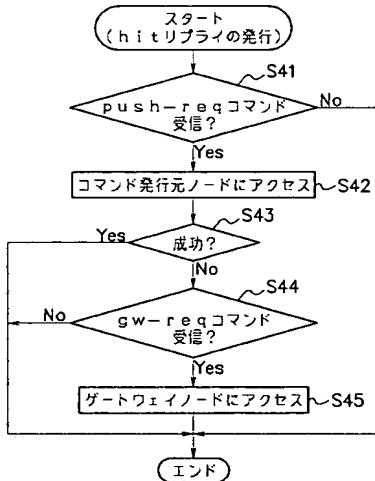 スタート
(hitリプライの発行)
S41
push-reqコマンド
受信?
No
Yes
コマンド発行元ノードにアクセス
S42
S43
Yes
成功?
No
S44
No
gw-reqコマンド
受信?
Yes
ゲートウェイノードにアクセス
S45
エンド